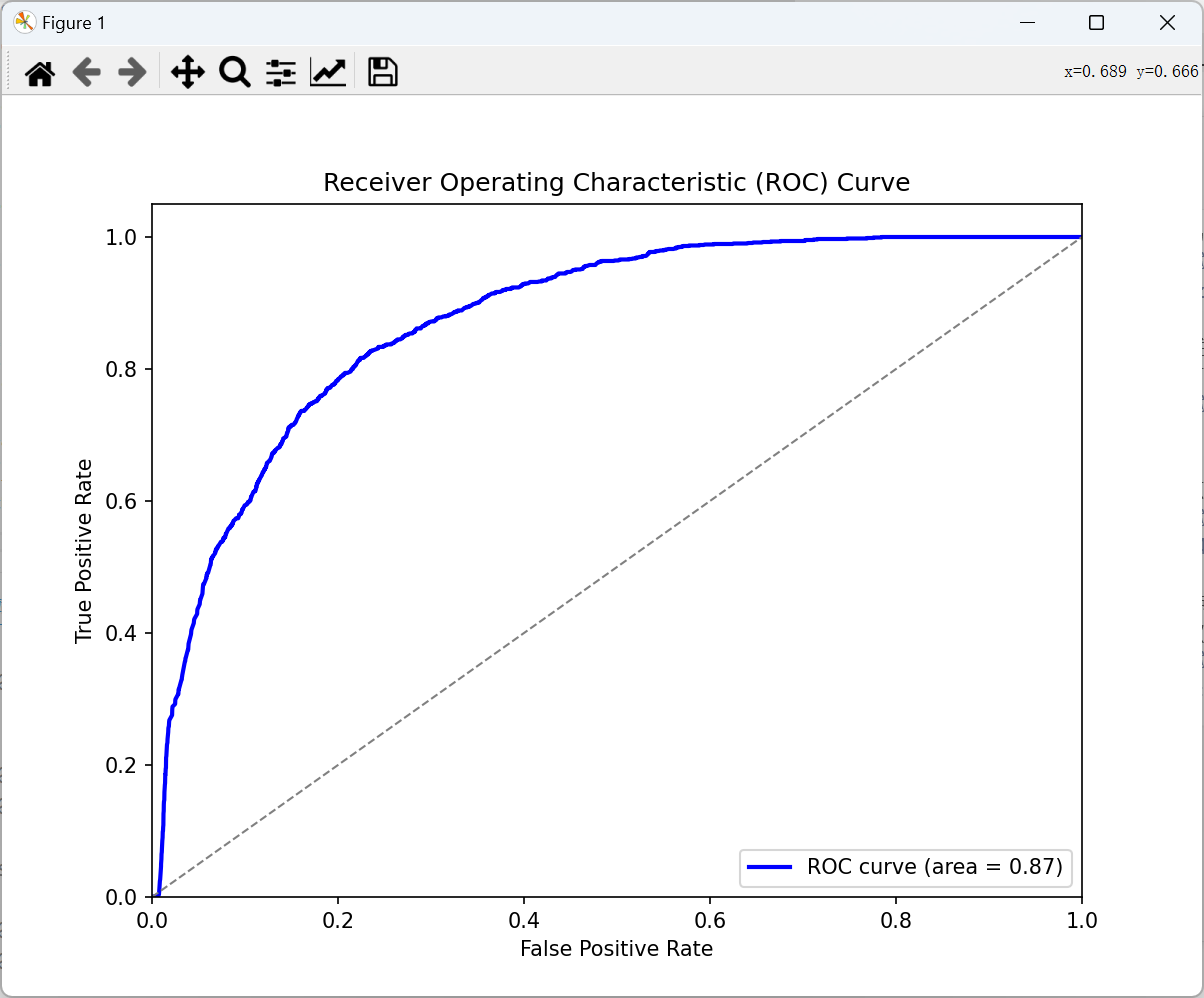 Figure 1
x=0.689 y=0.666
Receiver Operating Characteristic (ROC) Curve
1.0
0.8
0.6
0.4
0.2
0.0
True Positive Rate
ROC curve (area = 0.87)
0.0 0.2 0.4 0.6 0.8 1.0
False Positive Rate